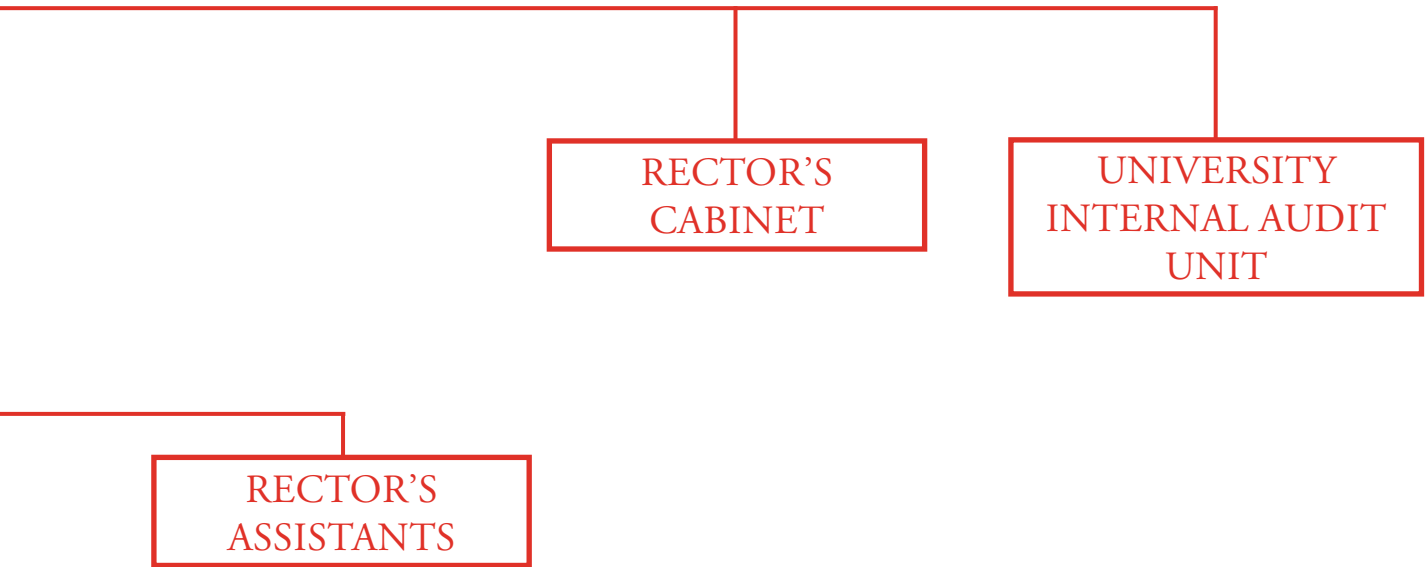 RECTOR’S
CABINET
UNIVERSITY
INTERNAL AUDIT
UNIT
RECTOR’S
ASSISTANTS